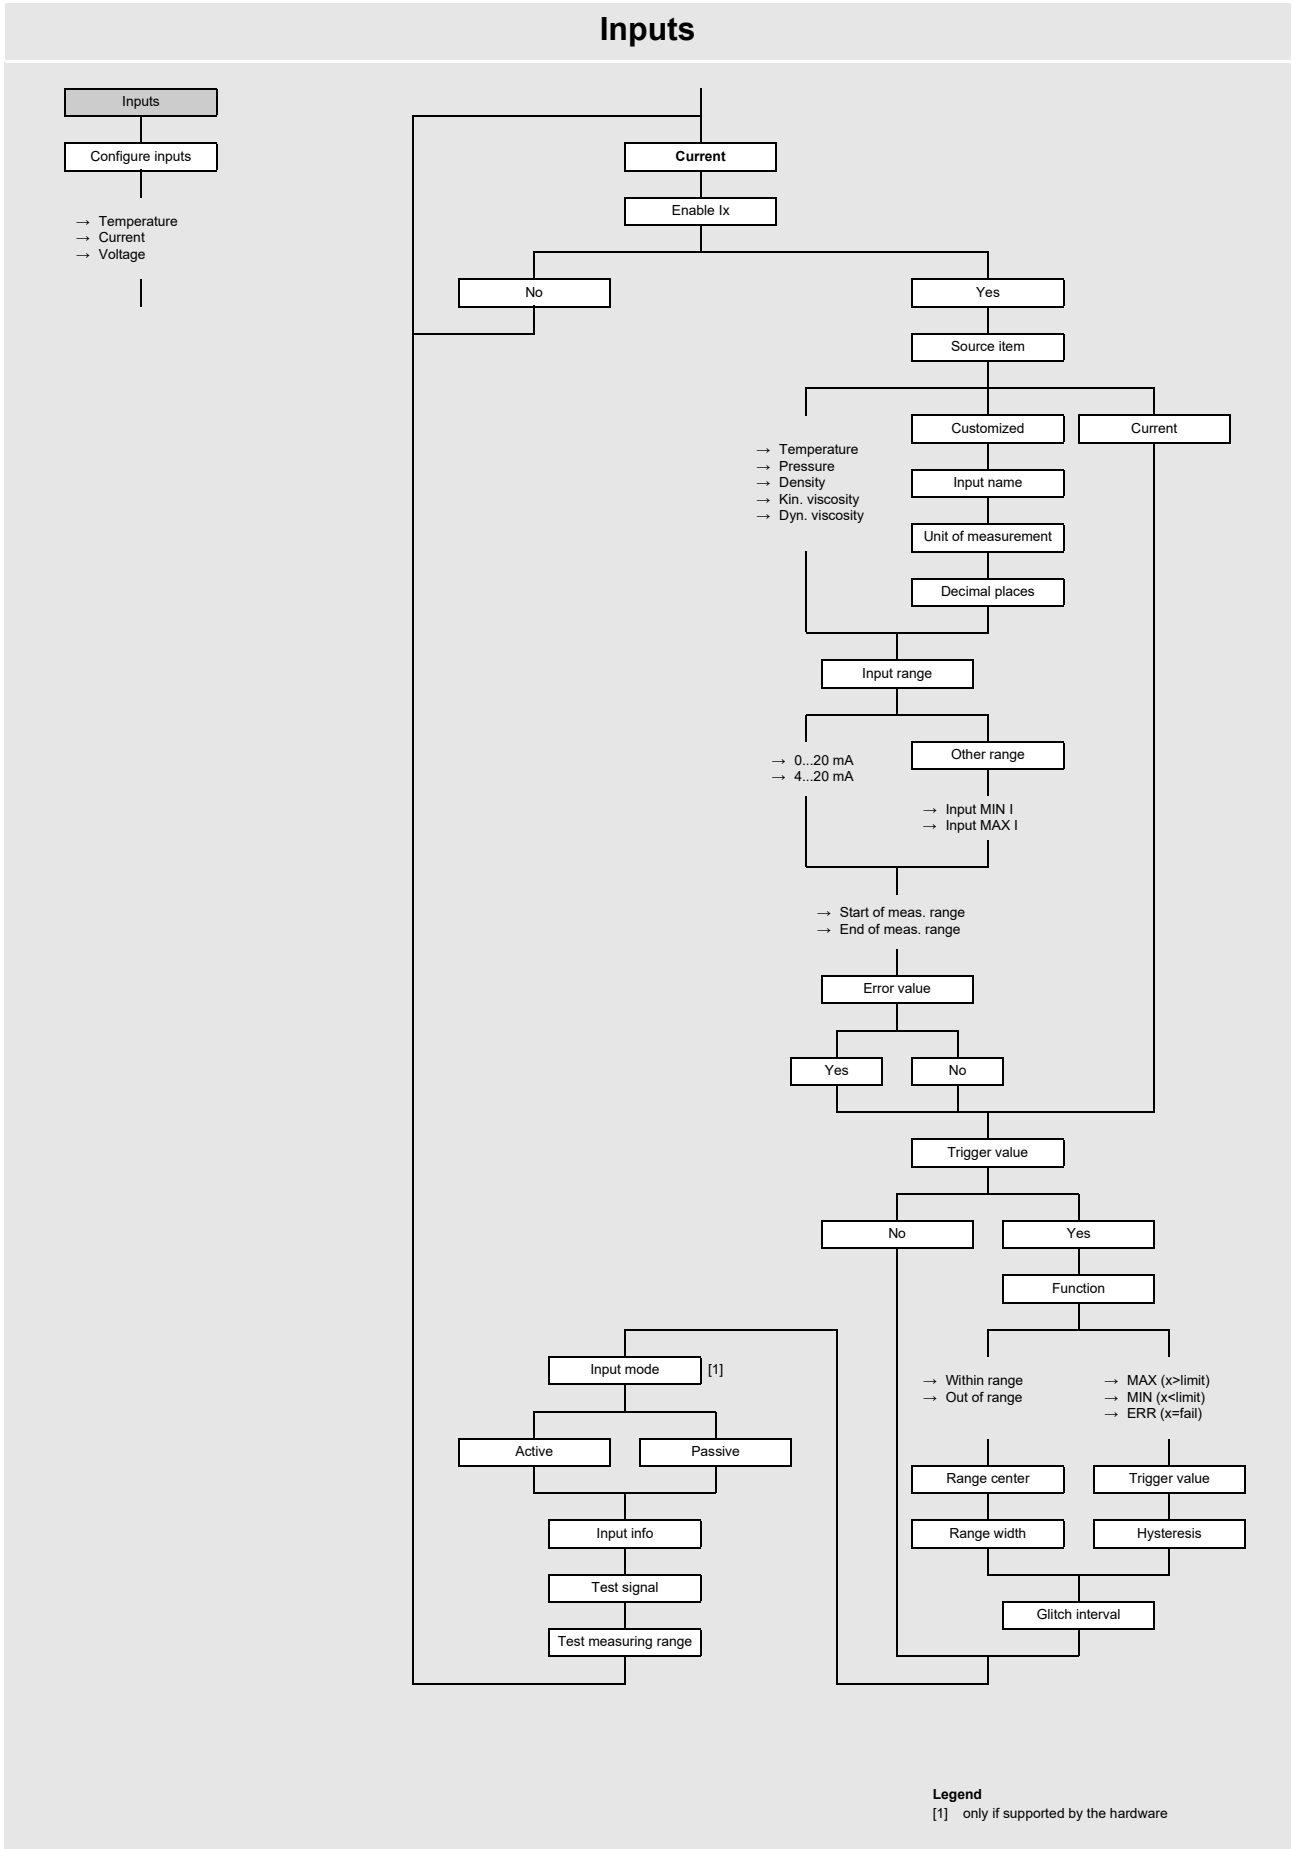 Inputs
Inputs
Configure inputs
→ Temperature
→ Current
→ Voltage
Current
Enable Ix
No
Yes
Source item
Customized
Current
→ Temperature
→ Pressure
→ Density
→ Kin. viscosity
→ Dyn. viscosity
Input name
Unit of measurement
Decimal places
Input range
→ 0...20 mA
→ 4...20 mA
Other range
→ Input MIN I
→ Input MAX I
→ Start of meas. range
→ End of meas. range
Error value
Yes
No
Trigger value
No
Yes
Function
→ Within range
→ Out of range
→ MAX (x>limit)
→ MIN (x<limit)
→ ERR (x=fail)
Range center
Trigger value
Range width
Hysteresis
Glitch interval
Input mode [1]
Active
Passive
Input info
Test signal
Test measuring range
Legend
[1] only if supported by the hardware